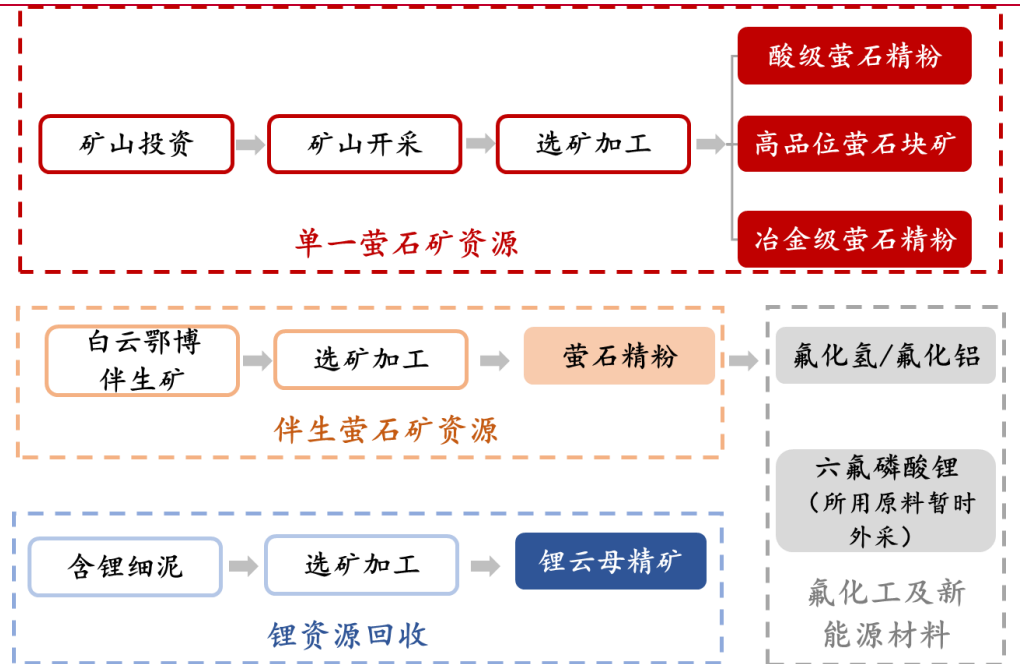 矿山投资
矿山开采
选矿加工
酸级萤石精粉
高品位萤石块矿
冶金级萤石精粉
单一萤石矿资源
白云鄂博
伴生矿
选矿加工
萤石精粉
伴生萤石矿资源
氟化氢/氟化铝
六氟磷酸锂
（所用原料暂时
外采）
氟化工及新
能源材料
含锂细泥
选矿加工
锂云母精矿
锂资源回收